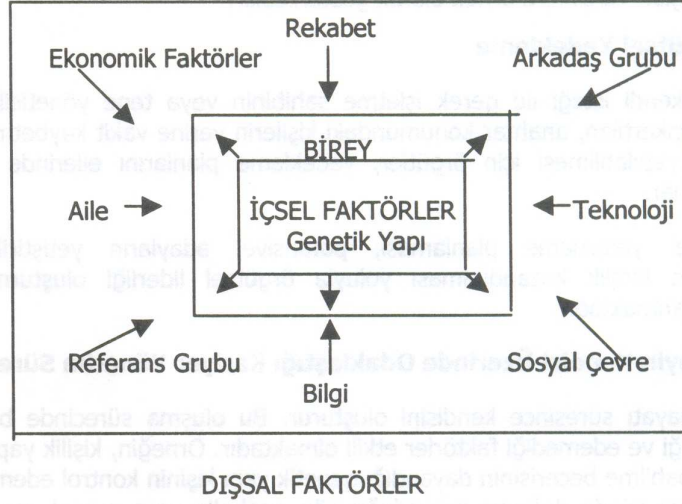 Rekabet
Ekonomik Faktörler
Arkadaş Grubu
BİREY
İÇSEL FAKTÖRLER
Aile
Teknoloji
Genetik Yapı
Referans Grubu
Sosyal Çevre
Bilgi
DIŞSAL FAKTÖRLER